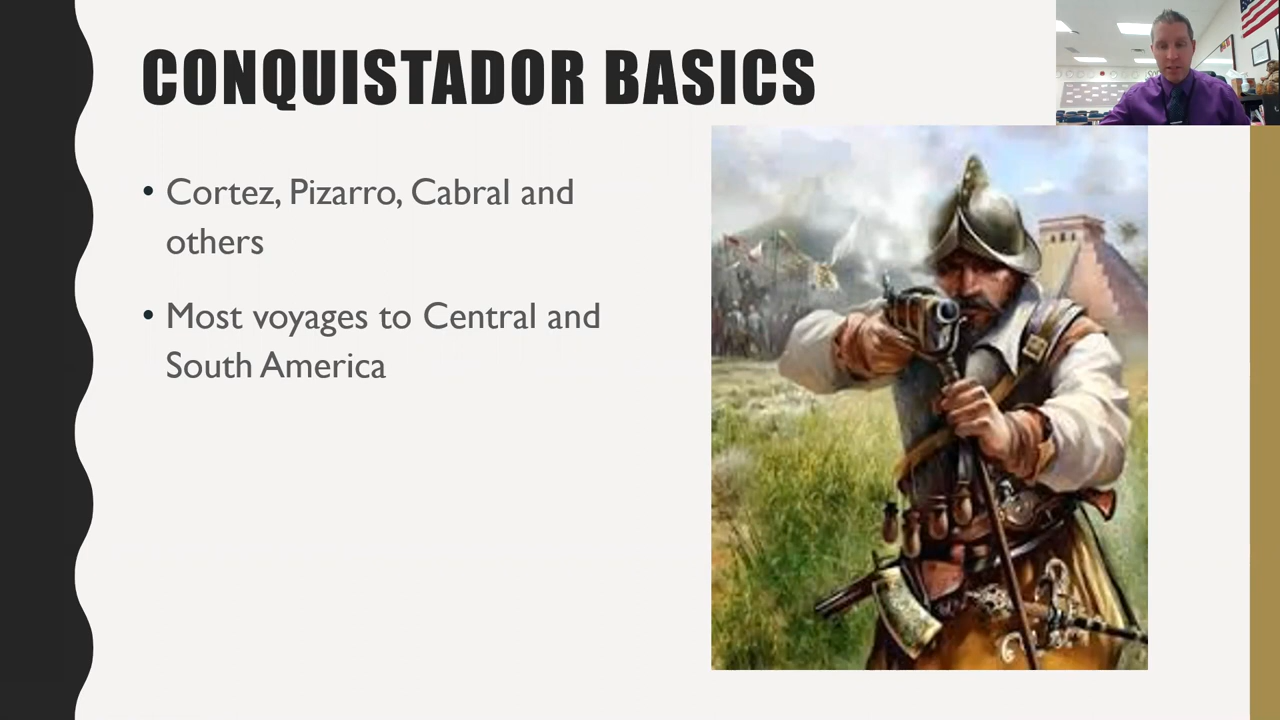 CONQUISTADOR BASICS
• Cortez, Pizarro, Cabral and
others
• Most voyages to Central and
South America